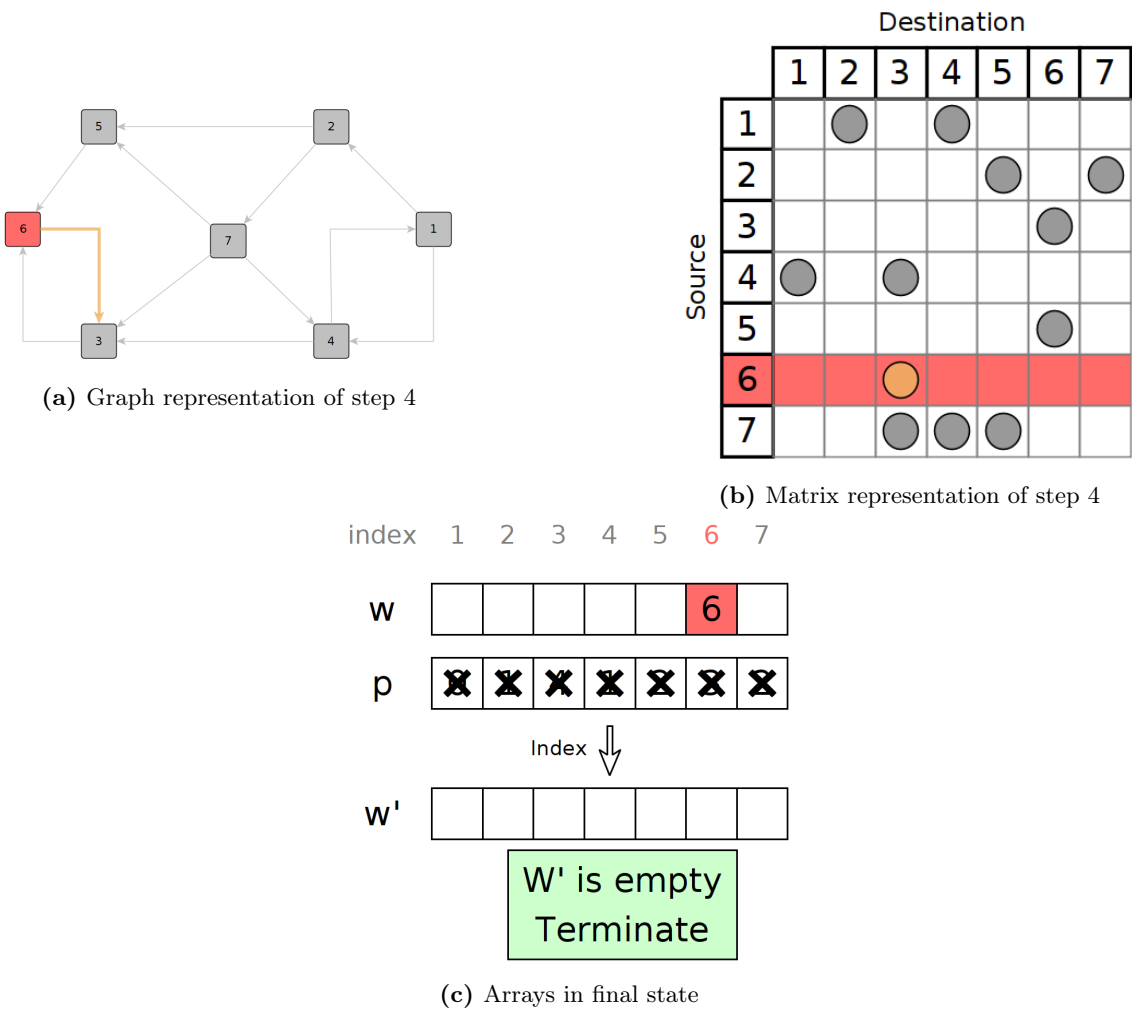 Destination
1 2 3 4 5 6 7
Source
1
2
3
4
5
6
7
5
2
6
7
1
3
4
(a) Graph representation of step 4
(b) Matrix representation of step 4
index 1 2 3 4 5 6 7
w 6
p
Index
w'
W' is empty
Terminate
(c) Arrays in final state